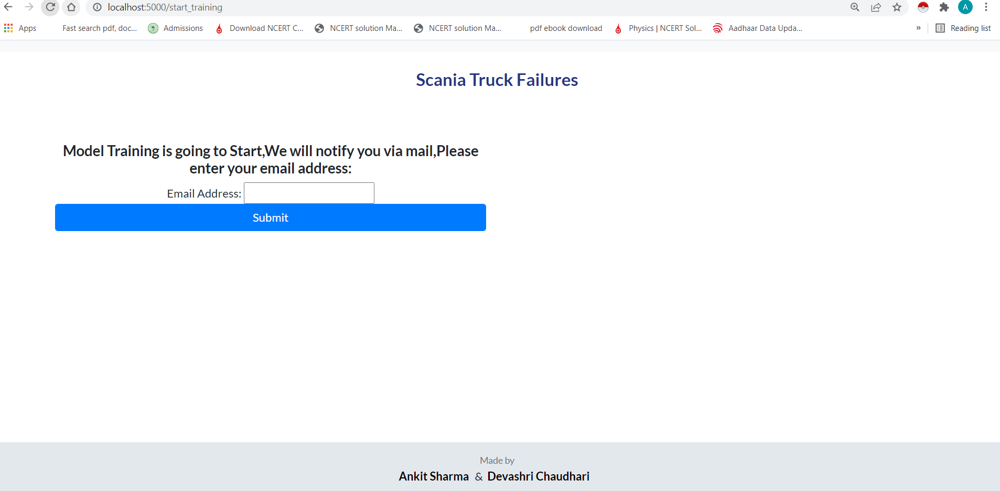 localhost:5000/start_training
A
Apps Fast search pdf, doc... Admissions Download NCERT C... NCERT solution Ma... NCERT solution Ma... pdf ebook download Physics | NCERT Sol... Aadhaar Data Upda... » Reading list
Scania Truck Failures
Model Training is going to Start,We will notify you via mail,Please
enter your email address:
Email Address:
Submit
Made by
Ankit Sharma & Devashri Chaudhari